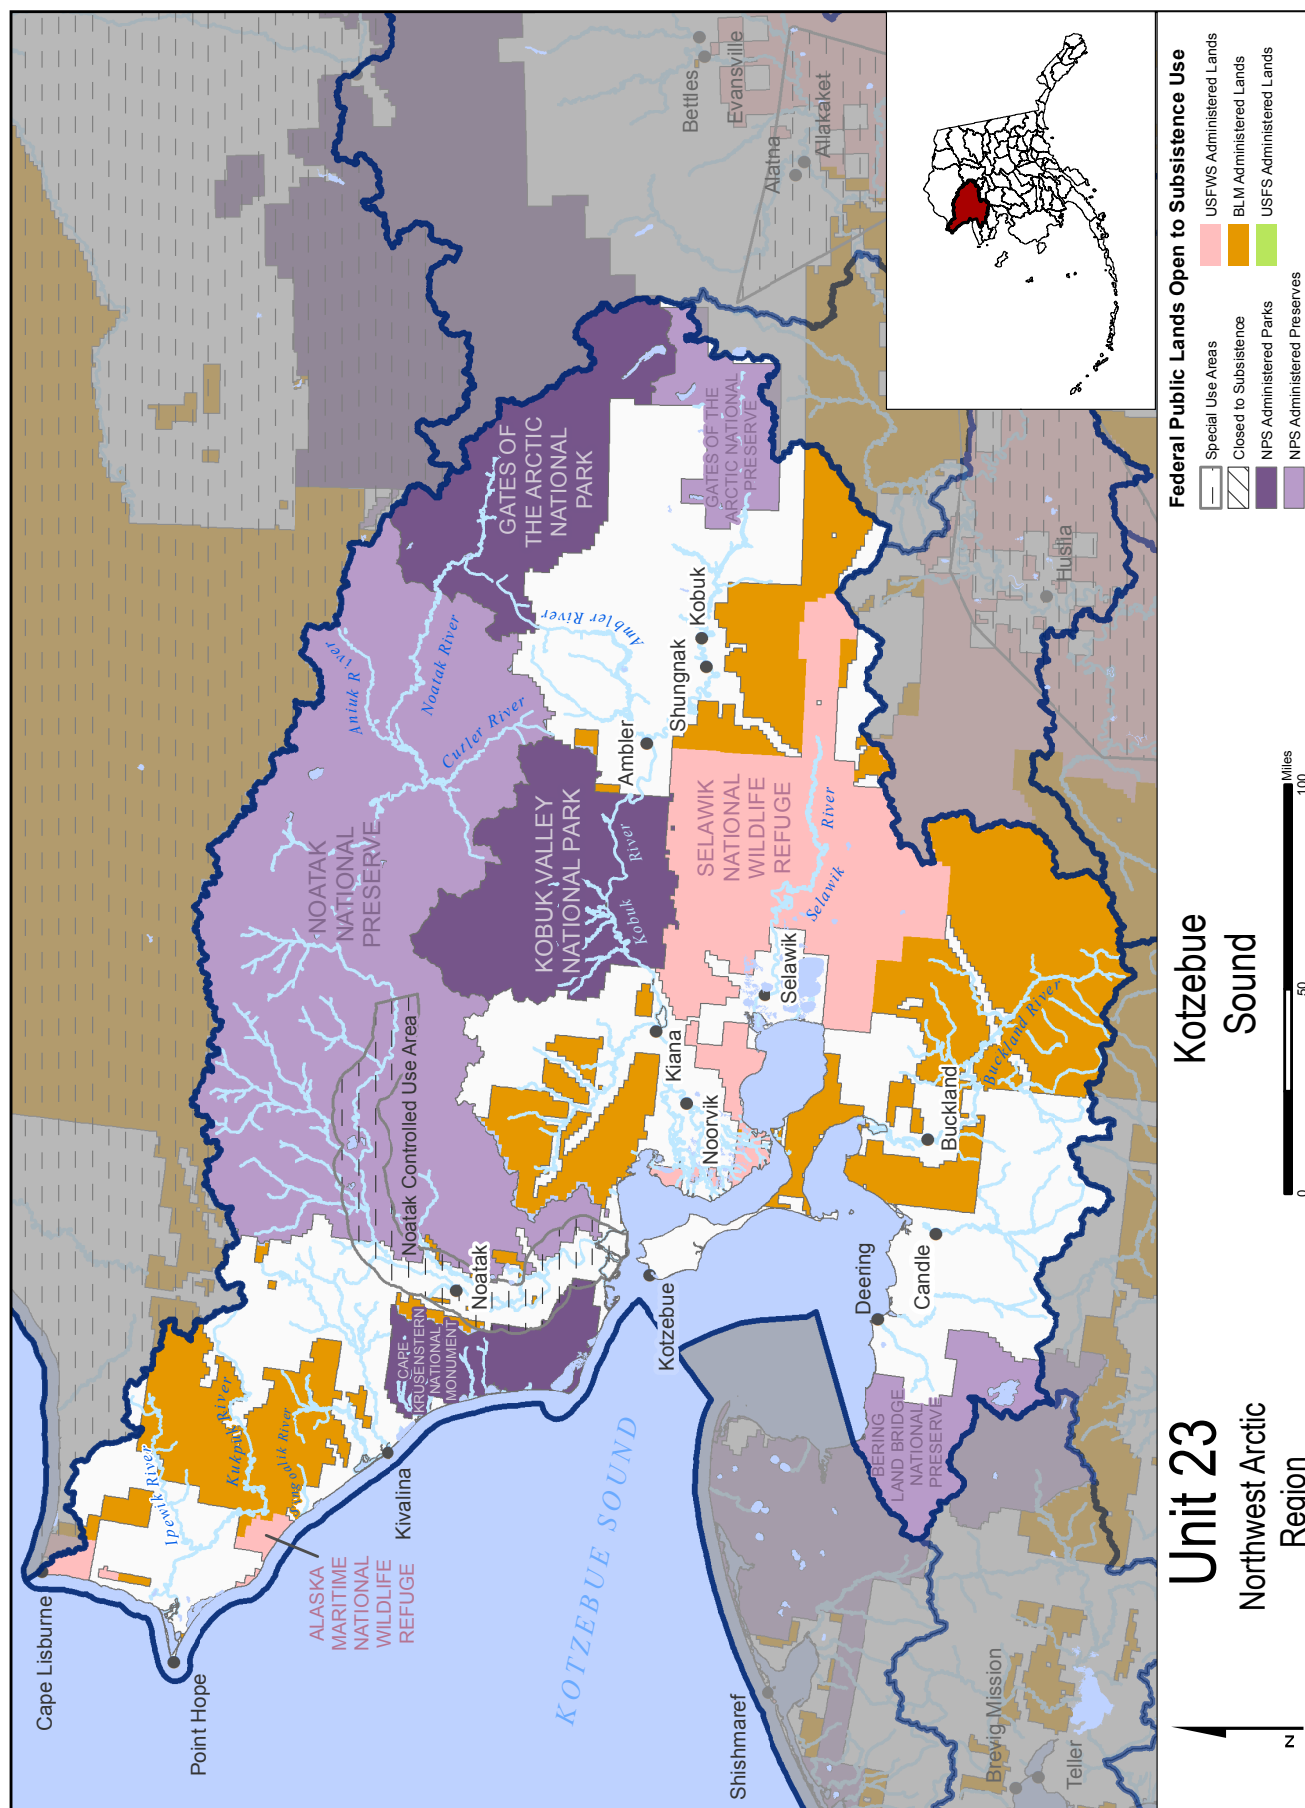 Cape Lisburne
Point Hope
Ipewik River
Kukpuk River
ALASKA
MARITIME
NATIONAL
WILDLIFE
REFUGE
Kivalina
CAPE
KRUSENSTERN
NATIONAL
MONUMENT
Noatak
Noatak Controlled Use Area
NOATAK
NATIONAL
PRESERVE
Aniuk River
Noatak River
Cutler River
GATES OF
THE ARCTIC
NATIONAL
PARK
Ambler River
GATES OF THE
ARCTIC NATIONAL
PRESERVE
KOBUK VALLEY
NATIONAL PARK
Kobuk River
Ambler
Shungnak
Kobuk
Kiana
Noorvik
SELAWIK
NATIONAL
WILDLIFE
REFUGE
Selawik River
Selawik
Kotzebue
KOTZEBUE SOUND
Deering
Candle
Buckland
Buckland River
BERING
LAND BRIDGE
NATIONAL
PRESERVE
Shishmaref
Brevig Mission
Teller
Huslia
Bettles
Evansville
Alatna
Allakaket
N
Unit 23
Northwest Arctic
Region
Kotzebue
Sound
0 50 100
Miles
Federal Public Lands Open to Subsistence Use
Special Use Areas
Closed to Subsistence
NPS Administered Parks
NPS Administered Preserves
USFWS Administered Lands
BLM Administered Lands
USFS Administered Lands